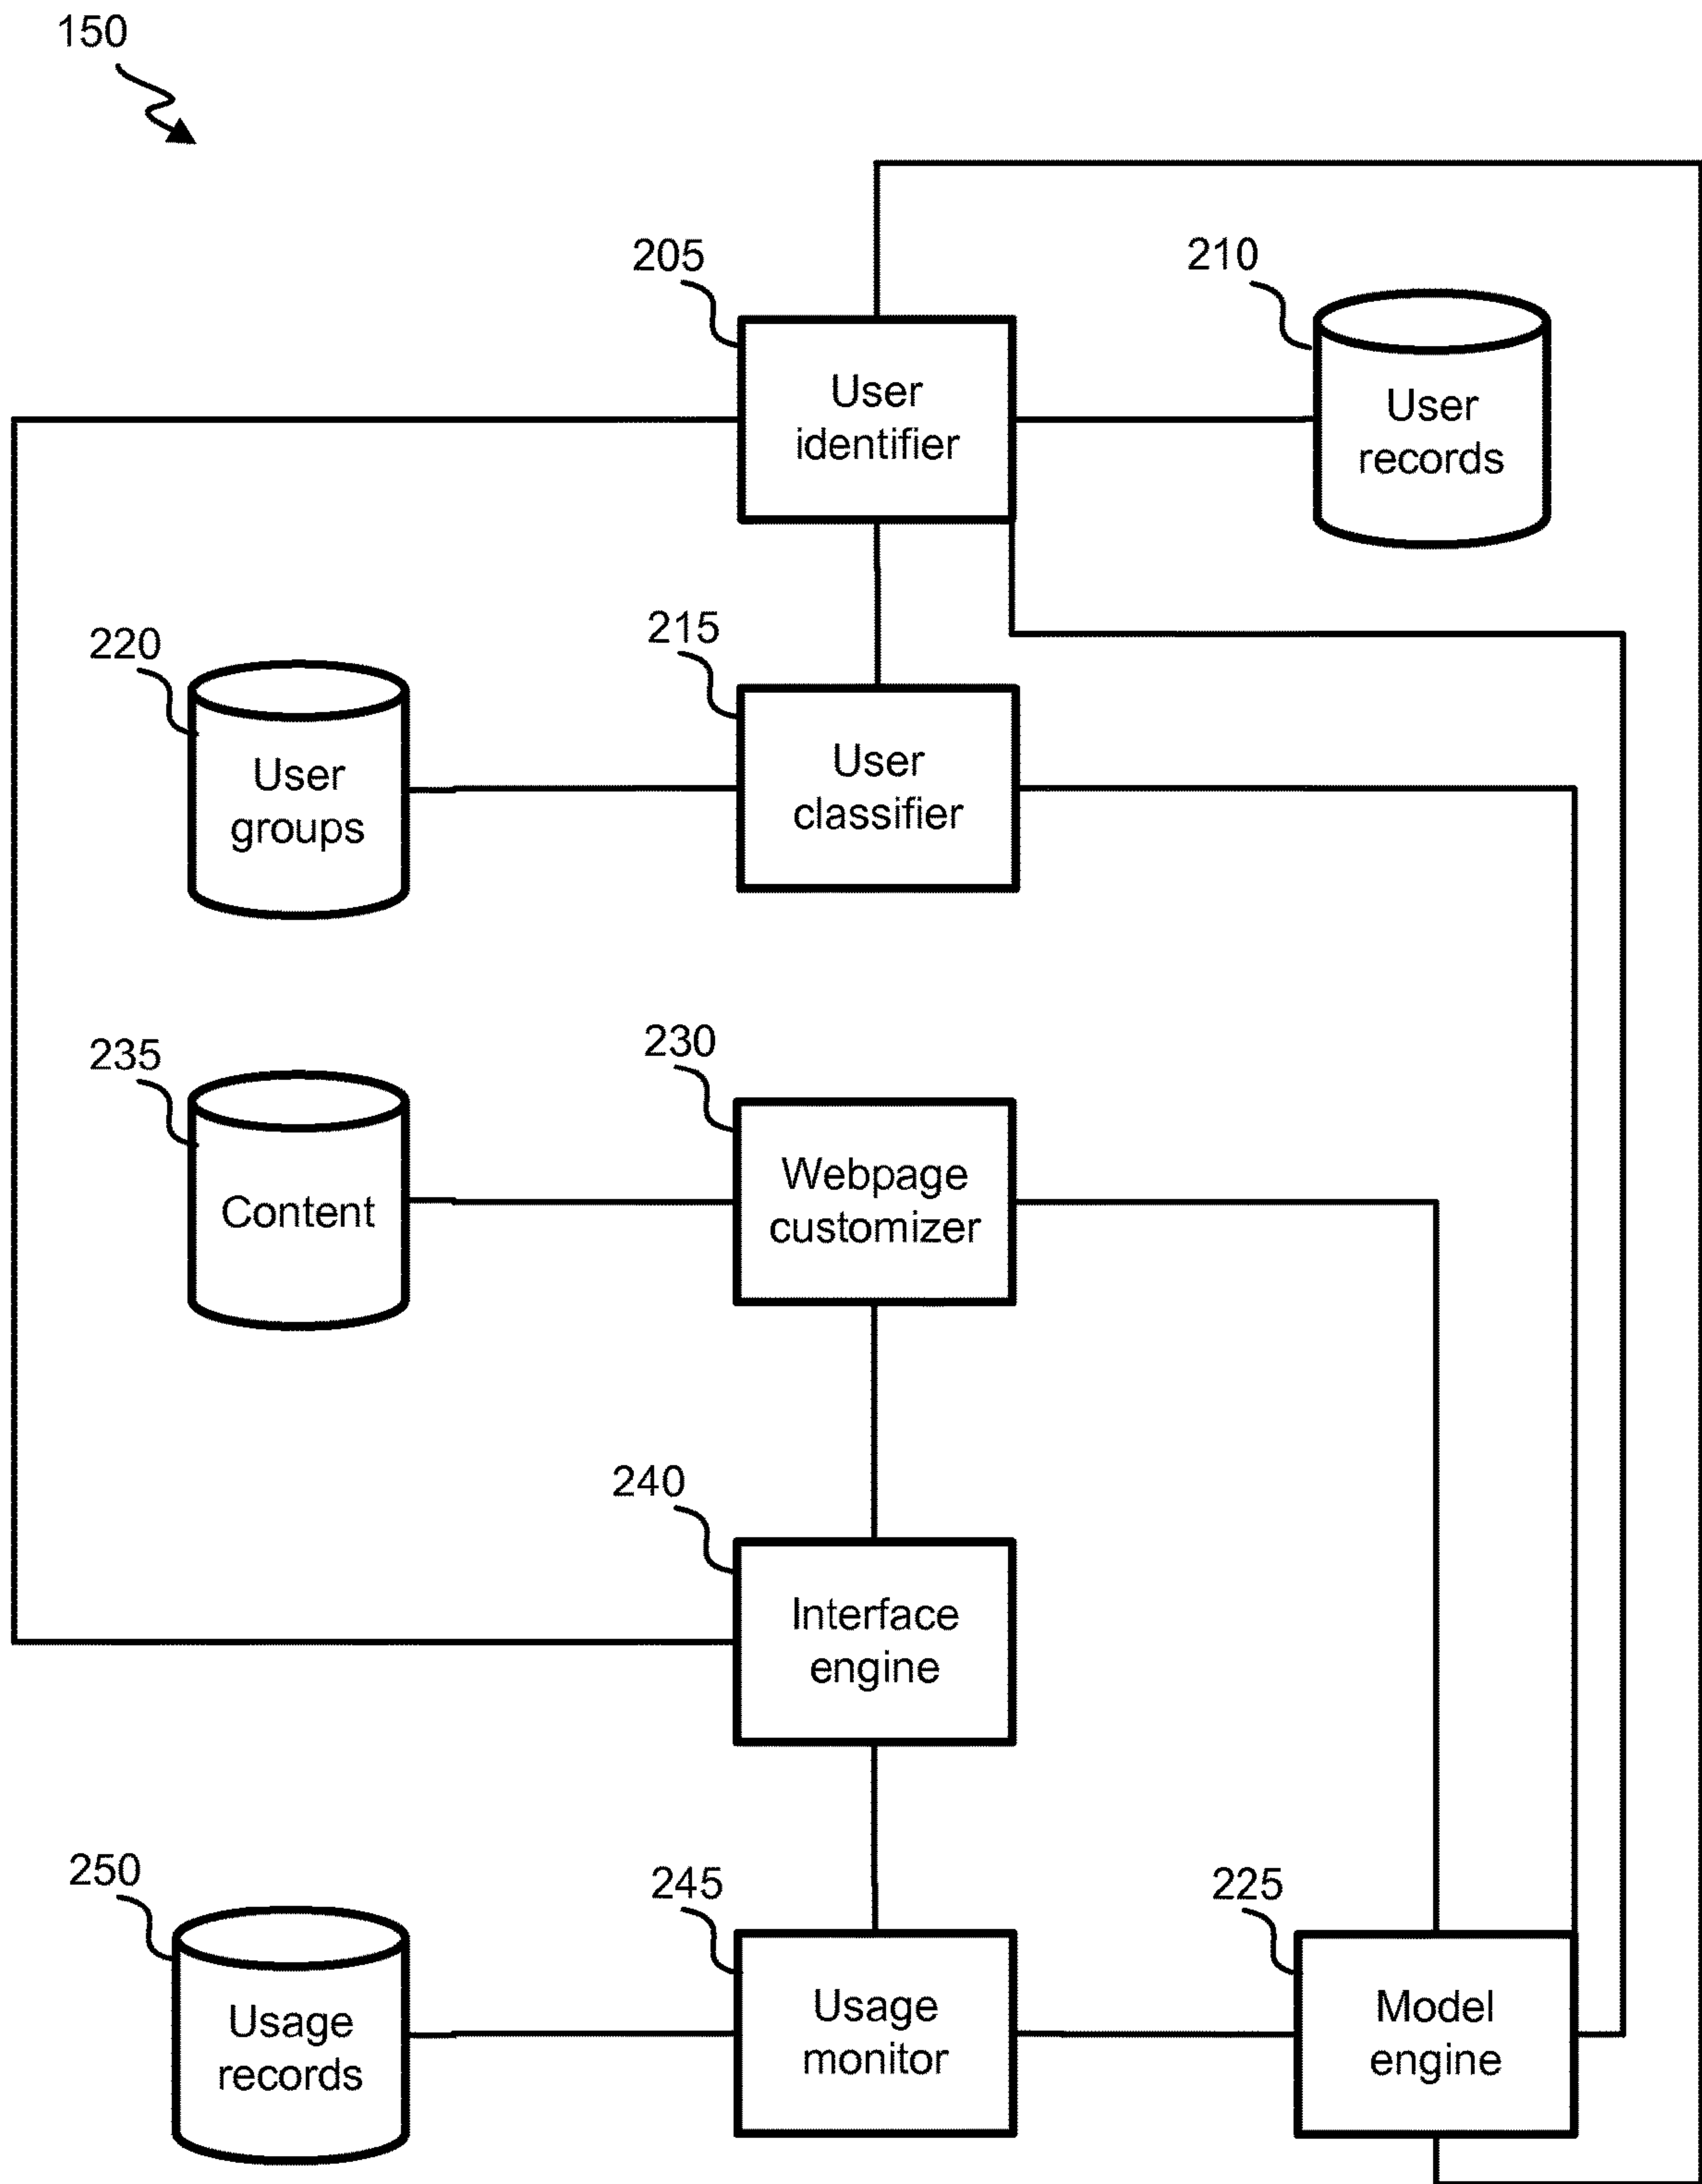 150
205
210
User
identifier
User
records
220
215
User
groups
User
classifier
235
230
Content
Webpage
customizer
240
Interface
engine
250
245
225
Usage
records
Usage
monitor
Model
engine